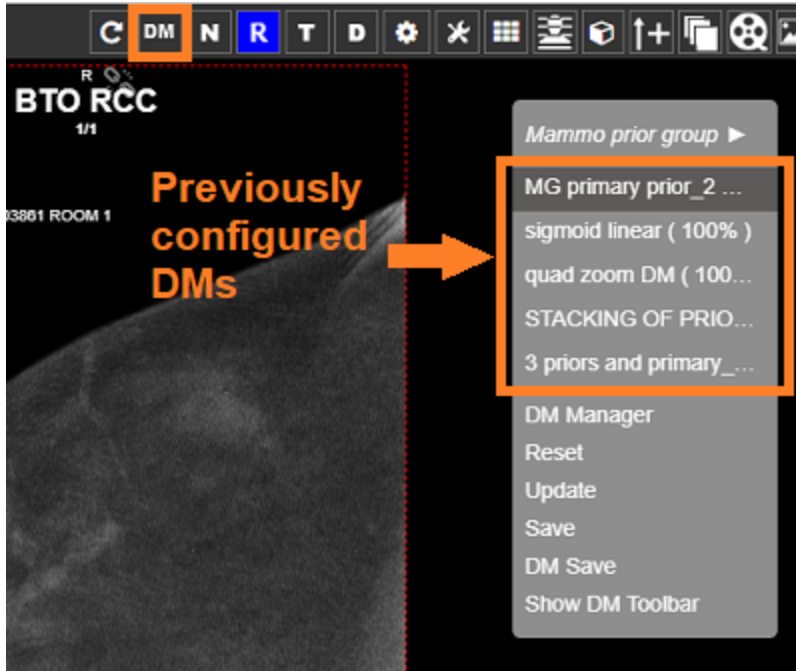 DM N R T D
R
BTO RCC
1/1
03861 ROOM 1
Previously
configured
DMs
Mammo prior group ►
MG primary prior_2 ...
sigmoid linear ( 100% )
quad zoom DM ( 100...
STACKING OF PRIO...
3 priors and primary_...
DM Manager
Reset
Update
Save
DM Save
Show DM Toolbar